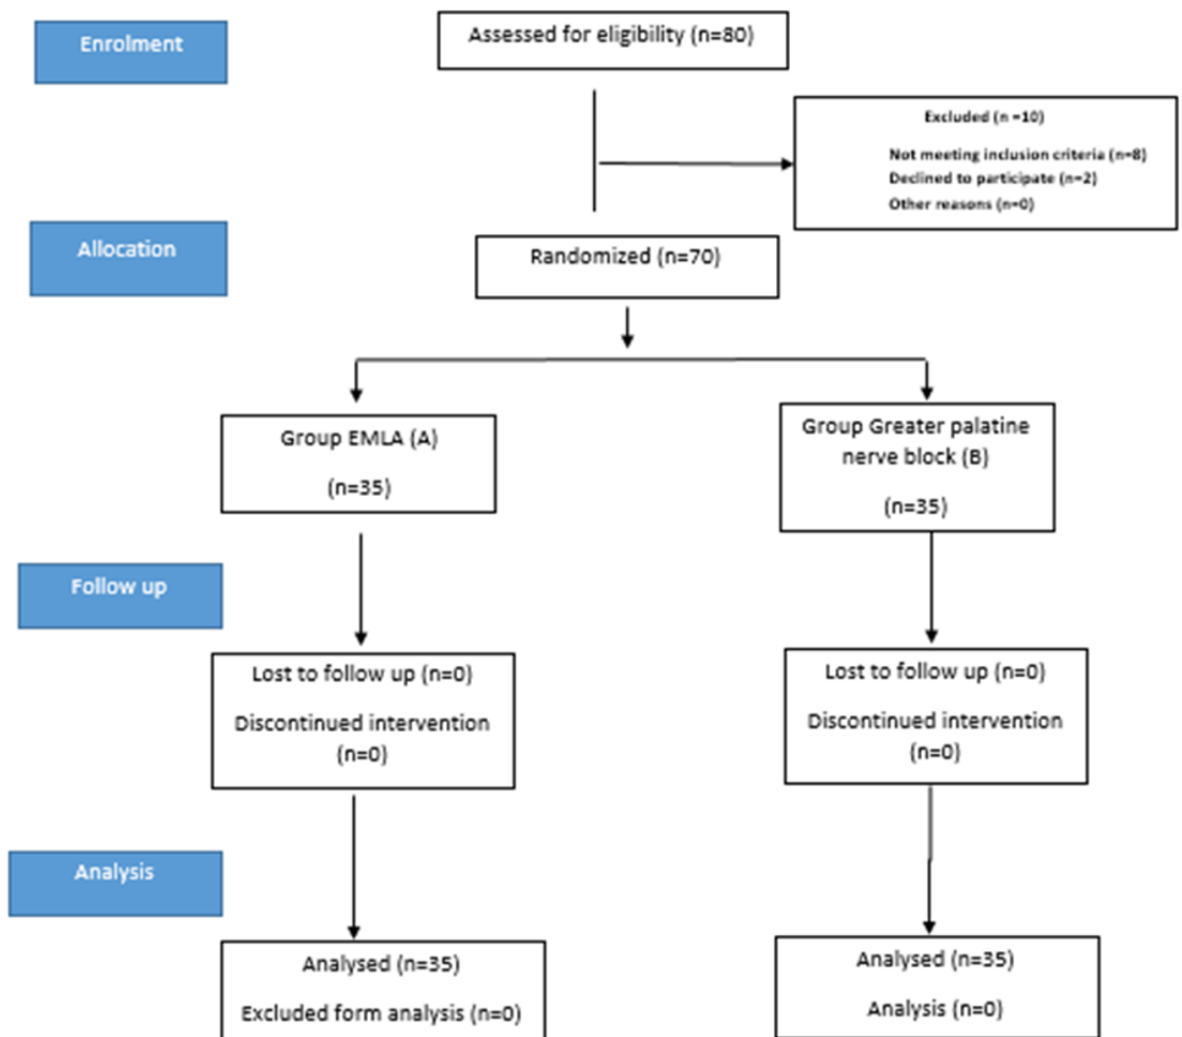 Enrolment
Assessed for eligibility (n=80)
Excluded (n =10)
Not meeting inclusion criteria (n=8)
Declined to participate (n=2)
Other reasons (n=0)
Allocation
Randomized (n=70)
Group EMLA (A)
(n=35)
Group Greater palatine
nerve block (B)
(n=35)
Follow up
Lost to follow up (n=0)
Discontinued intervention
(n=0)
Lost to follow up (n=0)
Discontinued intervention
(n=0)
Analysis
Analysed (n=35)
Excluded form analysis (n=0)
Analysed (n=35)
Analysis (n=0)